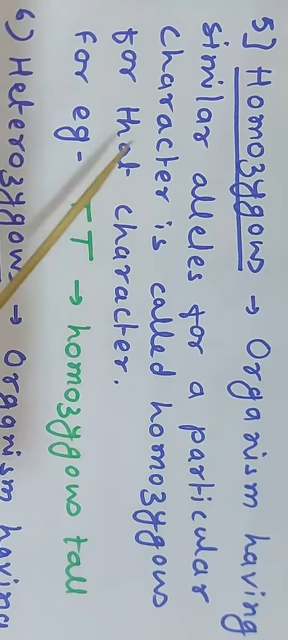 5) Homozygous → Organism having
similar alleles for a particular
character is called homozygous
for that character.
for eg- TT → homozygous tall
6) Heterozygous → Organism having